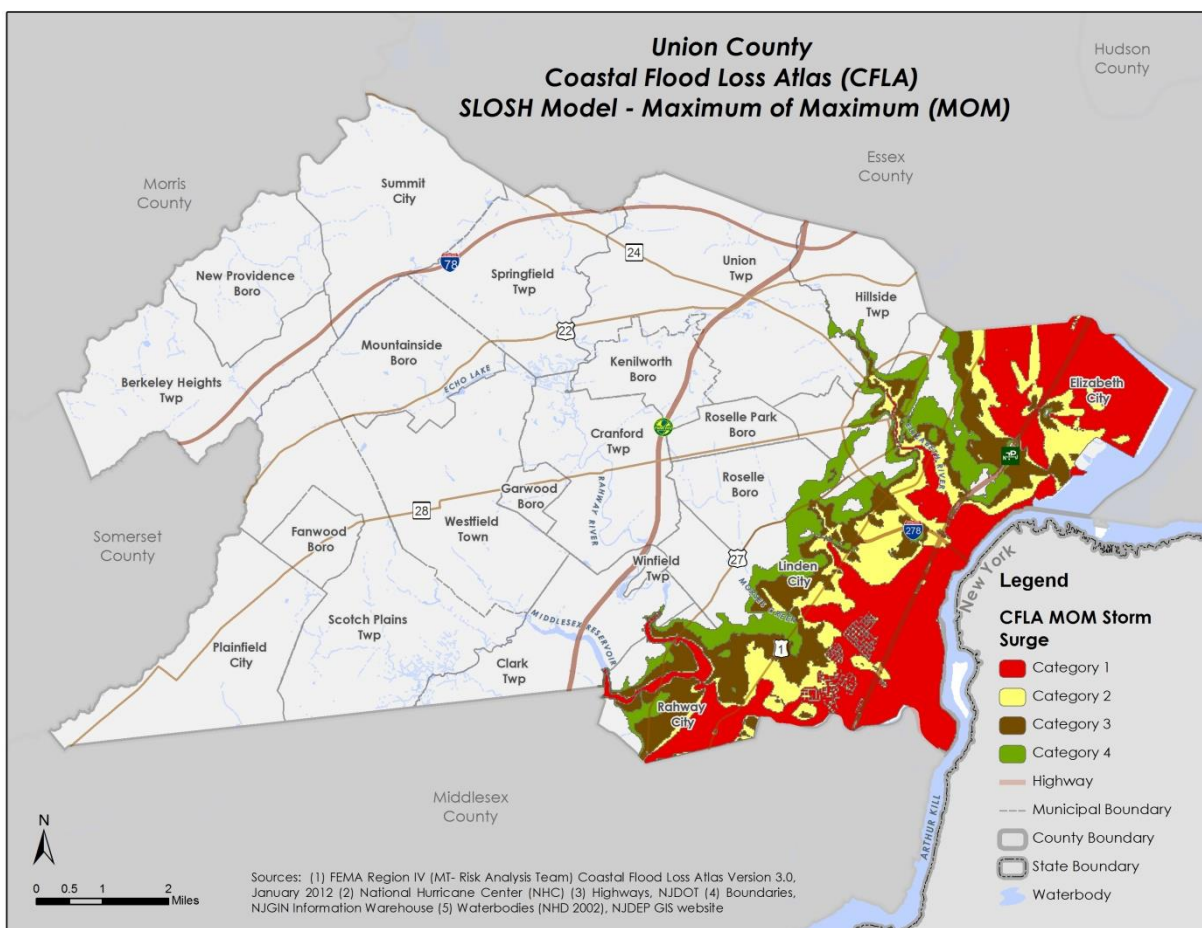 Union County
Coastal Flood Loss Atlas (CFLA)
SLOSH Model - Maximum of Maximum (MOM)
Hudson
County
Essex
County
Morris
County
Summit
City
24
Union
Twp
78
New Providence
Boro
Springfield
Twp
Hillside
Twp
22
Mountainside
Boro
Berkeley Heights
Twp
ECHO LAKE
Kenilworth
Boro
Elizabeth
City
Roselle Park
Boro
Cranford
Twp
ELIZABETH RIVER
Roselle
Boro
Garwood
Boro
RAHWAY
RIVER
28
Westfield
Town
278
Fanwood
Boro
Somerset
County
27
Linden
City
Winfield
Twp
MORSES CREEK
New York
Scotch Plains
Twp
MIDDLESEX RESERVOIR
Plainfield
City
Clark
Twp
1
Rahway
City
Middlesex
County
ARTHUR KILL
Legend
CFLA MOM Storm
Surge
Category 1
Category 2
Category 3
Category 4
Highway
Municipal Boundary
County Boundary
State Boundary
Waterbody
N
0 0.5 1 2
Miles
Sources: (1) FEMA Region IV (MT- Risk Analysis Team) Coastal Flood Loss Atlas Version 3.0,
January 2012 (2) National Hurricane Center (NHC) (3) Highways, NJDOT (4) Boundaries,
NJGIN Information Warehouse (5) Waterbodies (NHD 2002), NJDEP GIS website